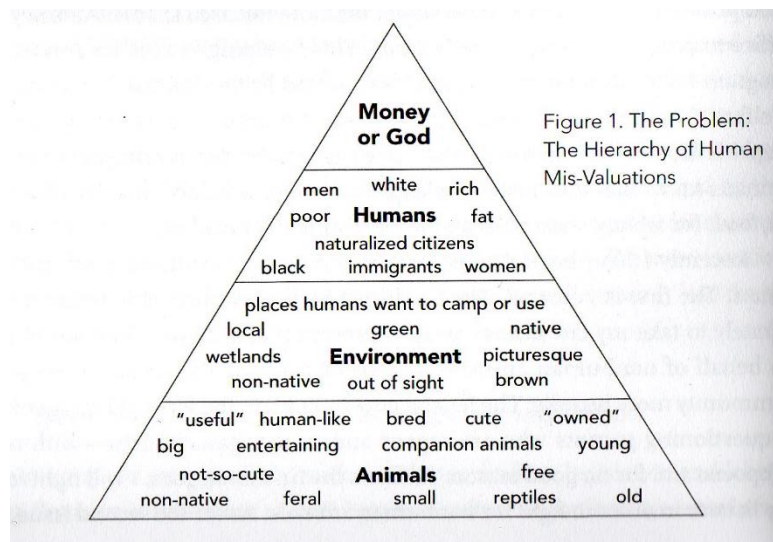 Money
or God
Figure 1. The Problem:
The Hierarchy of Human
Mis-Valuations
men white rich
poor Humans fat
naturalized citizens
black immigrants women
places humans want to camp or use
local green native
wetlands Environment picturesque
non-native out of sight brown
“useful” human-like bred cute “owned”
big entertaining companion animals young
not-so-cute Animals free
non-native feral small reptiles old